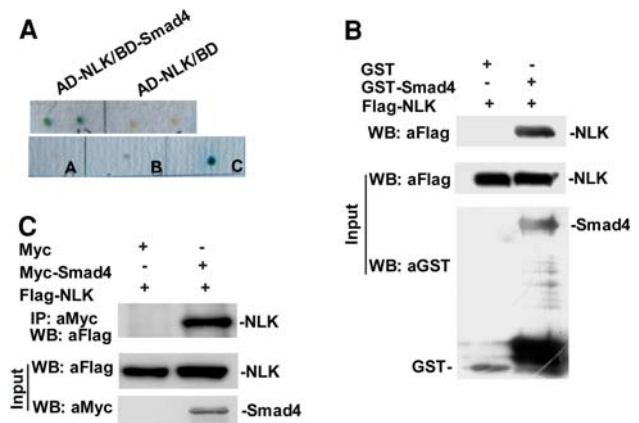 A
AD-NLK/BD-Smad4
AD-NLK/BD
A B C
B
GST + -
GST-Smad4 - +
Flag-NLK + +
WB: aFlag -NLK
Input
WB: aFlag -NLK
-Smad4
WB: aGST
GST-
C
Myc + -
Myc-Smad4 - +
Flag-NLK + +
IP: aMyc
WB: aFlag -NLK
Input
WB: aFlag -NLK
WB: aMyc -Smad4